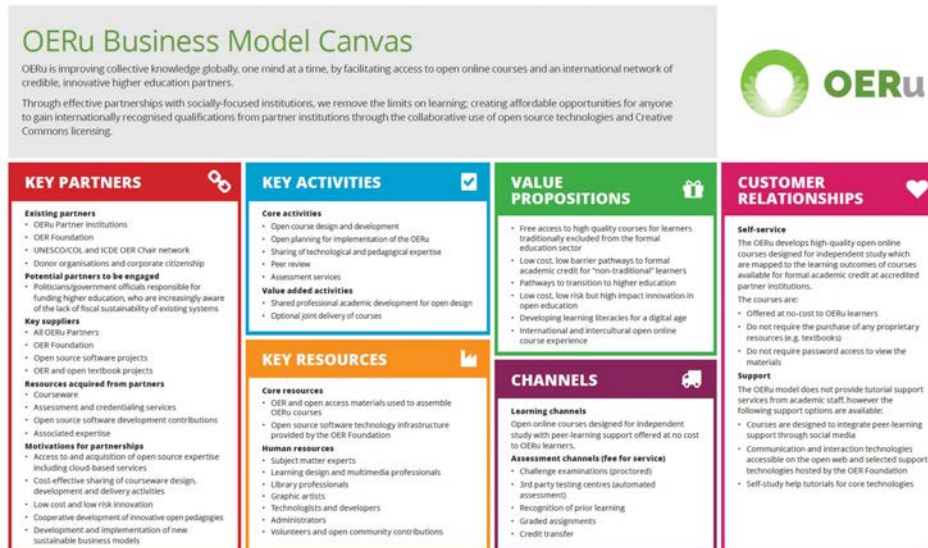 OERu Business Model Canvas
OERu is improving collective knowledge globally, one mind at a time, by facilitating access to open online courses and an international network of
credible, innovative higher education partners.
Through effective partnerships with socially-focused institutions, we remove the limits on learning; creating affordable opportunities for anyone
to gain internationally recognised qualifications from partner institutions through the collaborative use of open source technologies and Creative
Commons licensing.
OERu
KEY PARTNERS
Existing partners
• OERu Partner Institutions
• OER Foundation
• UNESCO/COL and ICDE OER Chair network
• Donor organisations and corporate citizenship
Potential partners to be engaged
• Politicians/government officials responsible for
funding higher education, who are increasingly aware
of the lack of fiscal sustainability of existing systems
Key suppliers
• All OERu Partners
• OER Foundation
• Open source software projects
• OER and open textbook projects
Resources acquired from partners
• Courseware
• Assessment and credentialing services
• Open source software development contributions
• Associated expertise
Motivations for partnerships
• Access to and acquisition of open source expertise
including cloud-based services
• Cost-effective sharing of courseware design,
development and delivery activities
• Low cost and low risk innovation
• Cooperative development of innovative open pedagogies
• Development and implementation of new
sustainable business models
KEY ACTIVITIES
Core activities
• Open course design and development
• Open planning for implementation of the OERu
• Sharing of technological and pedagogical expertise
• Peer review
• Assessment services
Value added activities
• Shared professional academic development for open design
• Optional joint delivery of courses
KEY RESOURCES
Core resources
• OER and open access materials used to assemble
OERu courses
• Open source software technology infrastructure
provided by the OER Foundation
Human resources
• Subject matter experts
• Learning design and multimedia professionals
• Library professionals
• Graphic artists
• Technologists and developers
• Administrators
• Volunteers and open community contributions
VALUE
PROPOSITIONS
• Free access to high quality courses for learners
traditionally excluded from the formal
education sector
• Low cost, low barrier pathways to formal
academic credit for "non-traditional" learners
• Pathways to transition to higher education
• Low cost, low risk but high impact innovation in
open education
• Developing learning literacies for a digital age
• International and intercultural open online
course experience
CHANNELS
Learning channels
Open online courses designed for independent
study with peer-learning support offered at no cost
to OERu learners.
Assessment channels (fee for service)
• Challenge examinations (proctored)
• 3rd party testing centres (automated
assessment)
• Recognition of prior learning
• Graded assignments
• Credit transfer
CUSTOMER
RELATIONSHIPS
Self-service
The OERu develops high-quality open online
courses designed for independent study which
are mapped to the learning outcomes of courses
available for formal academic credit at accredited
partner institutions.
The courses are:
• Offered at no-cost to OERu learners
• Do not require the purchase of any proprietary
resources (e.g. textbooks)
• Do not require password access to view the
materials
Support
The OERu model does not provide tutorial support
services from academic staff, however the
following support options are available:
• Courses are designed to integrate peer-learning
support through social media
• Communication and interaction technologies
accessible on the open web and selected support
technologies hosted by the OER Foundation
• Self-study help tutorials for core technologies